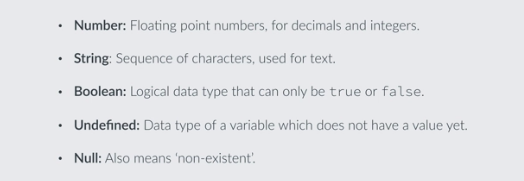 • Number: Floating point numbers, for decimals and integers.
• String: Sequence of characters, used for text.
• Boolean: Logical data type that can only be true or false.
• Undefined: Data type of a variable which does not have a value yet.
• Null: Also means ‘non-existent’.